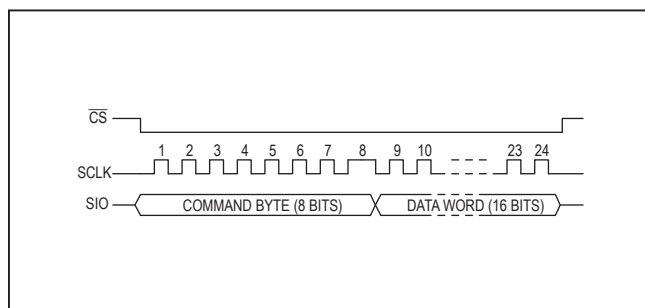 CS
1 2 3 4 5 6 7 8 9 10 23 24
SCLK
SIO COMMAND BYTE (8 BITS) DATA WORD (16 BITS)